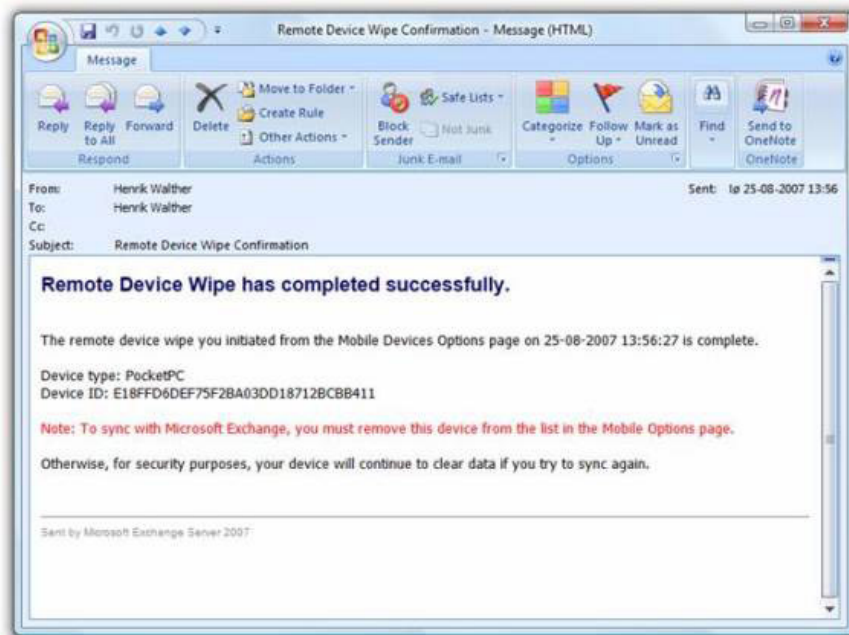 Remote Device Wipe Confirmation - Message (HTML)
Message
Reply
Reply to All
Forward
Respond
Delete
Move to Folder
Create Rule
Other Actions
Actions
Block Sender
Safe Lists
Not Junk
Junk E-mail
Categorize
Follow Up
Mark as Unread
Options
Find
Send to OneNote
OneNote
From: Henrik Walther
Sent: lø 25-08-2007 13:56
To: Henrik Walther
Cc:
Subject: Remote Device Wipe Confirmation
Remote Device Wipe has completed successfully.
The remote device wipe you initiated from the Mobile Devices Options page on 25-08-2007 13:56:27 is complete.
Device type: PocketPC
Device ID: E18FFD6DEF75F2BA03DD18712BCBB411
Note: To sync with Microsoft Exchange, you must remove this device from the list in the Mobile Options page.
Otherwise, for security purposes, your device will continue to clear data if you try to sync again.
Sent by Microsoft Exchange Server 2007